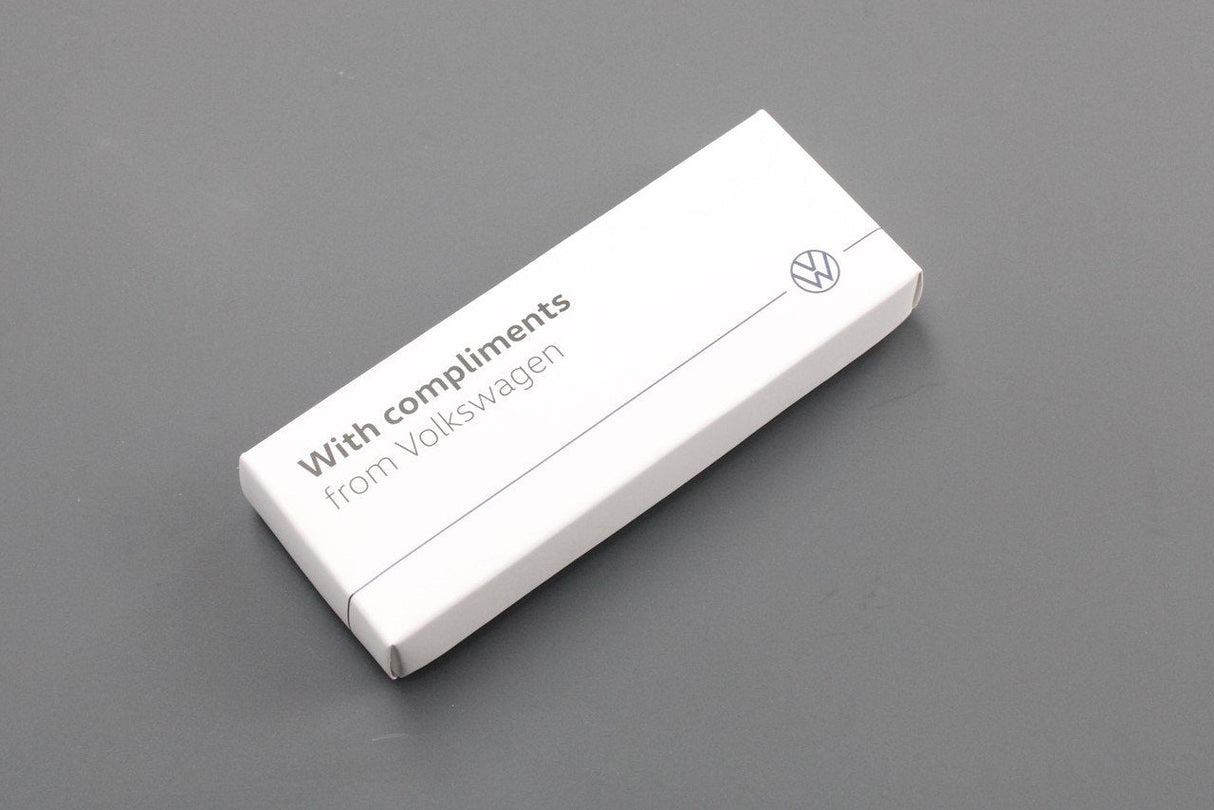 With compliments
from Volkswagen